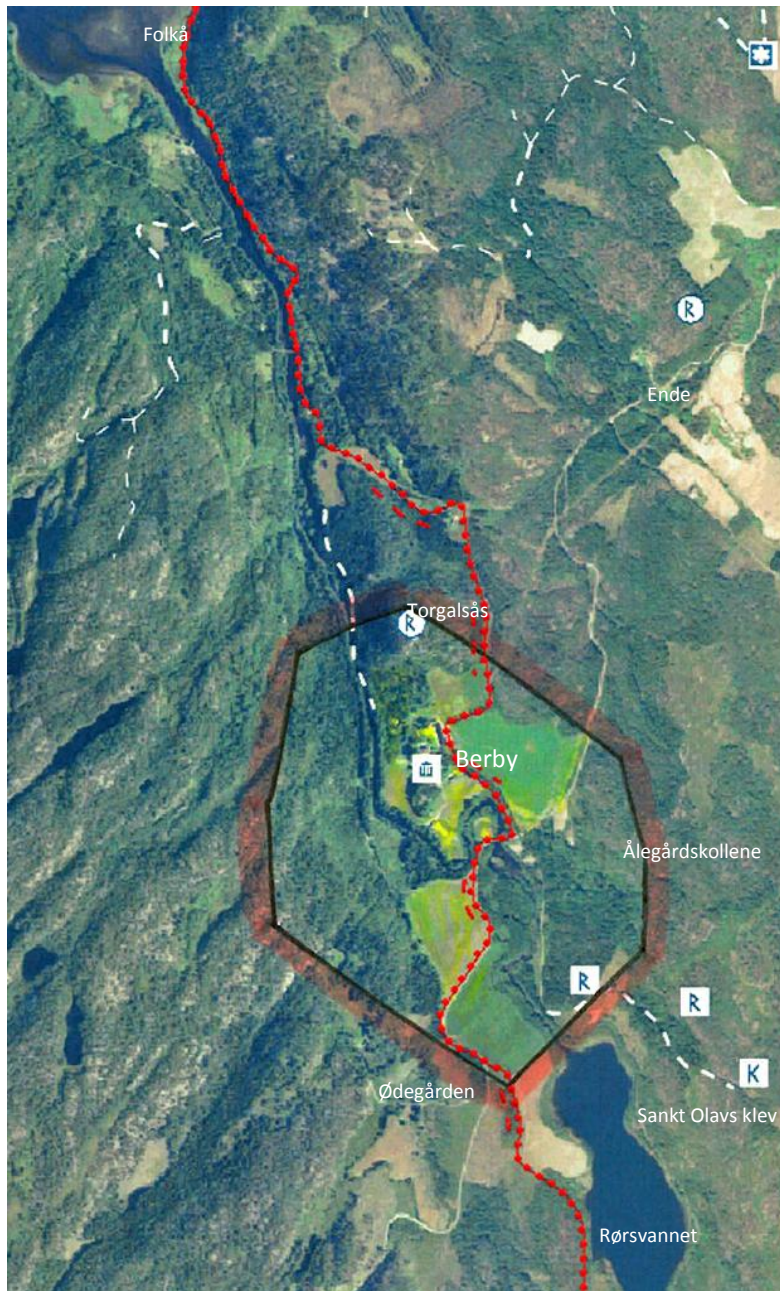 Folkå
R
Ende
Torgalsås
R
Berby
Ålegårdskollene
R
R
K
Ødegården
Sankt Olavs klev
Rørsvannet